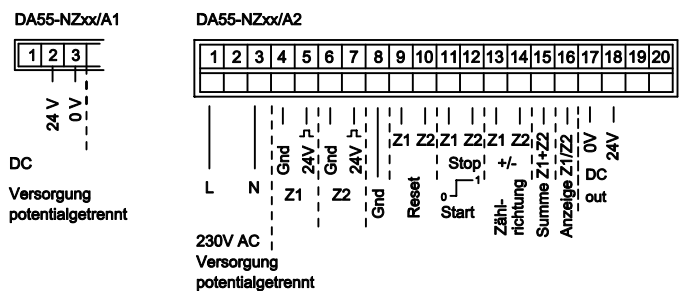 DA55-NZxx/A1
1 2 3
24 V
0 V
DC
Versorgung
potentialgetrennt
DA55-NZxx/A2
1 2 3 4 5 6 7 8 9 10 11 12 13 14 15 16 17 18 19 20
L N
230V AC
Versorgung
potentialgetrennt
Gnd
24V
Z1
Gnd
24V
Z2
Gnd
Z1 Z2
Reset
Z1 Z2
Stop
0 1
Start
Z1 Z2
+/-
Zähl-
richtung
Summe Z1+Z2
Anzeige Z1/Z2
0V
24V
DC
out